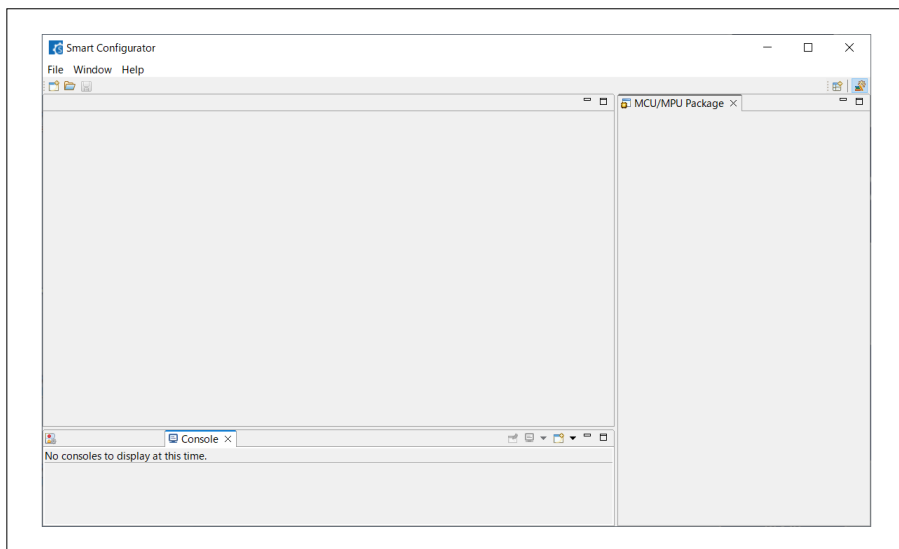 Smart Configurator
File Window Help
MCU/MPU Package
Console
No consoles to display at this time.